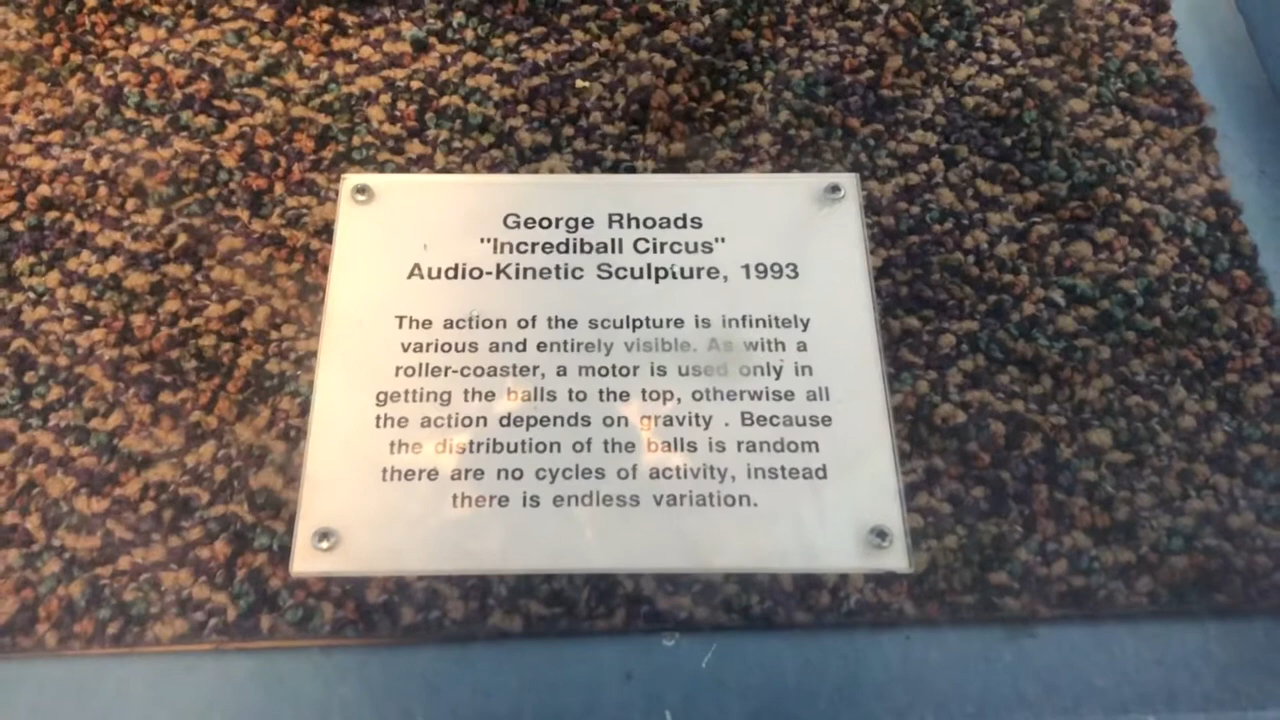 George Rhoads
"Incrediball Circus"
Audio-Kinetic Sculpture, 1993
The action of the sculpture is infinitely
various and entirely visible. As with a
roller-coaster, a motor is used only in
getting the balls to the top, otherwise all
the action depends on gravity . Because
the distribution of the balls is random
there are no cycles of activity, instead
there is endless variation.